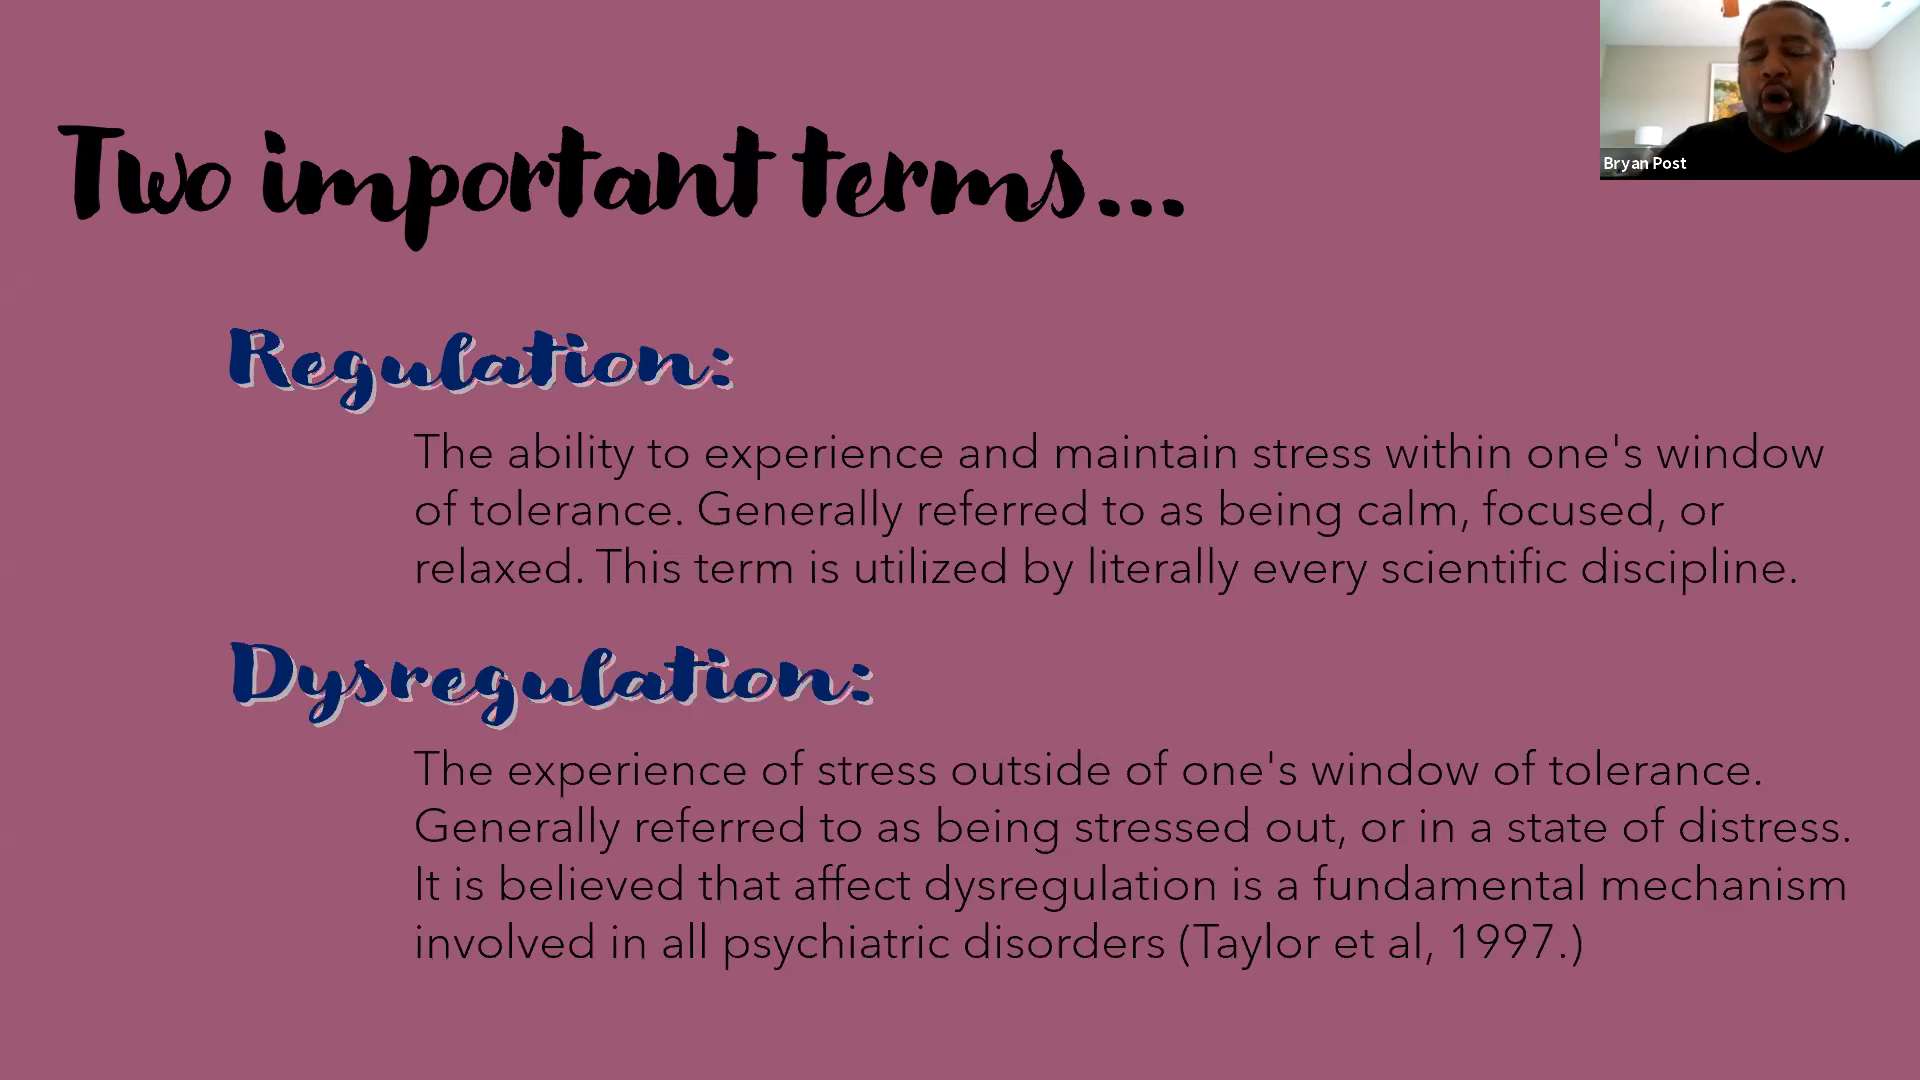 Two important terms...
Bryan Post
Regulation:
The ability to experience and maintain stress within one's window
of tolerance. Generally referred to as being calm, focused, or
relaxed. This term is utilized by literally every scientific discipline.
Dysregulation:
The experience of stress outside of one's window of tolerance.
Generally referred to as being stressed out, or in a state of distress.
It is believed that affect dysregulation is a fundamental mechanism
involved in all psychiatric disorders (Taylor et al, 1997.)